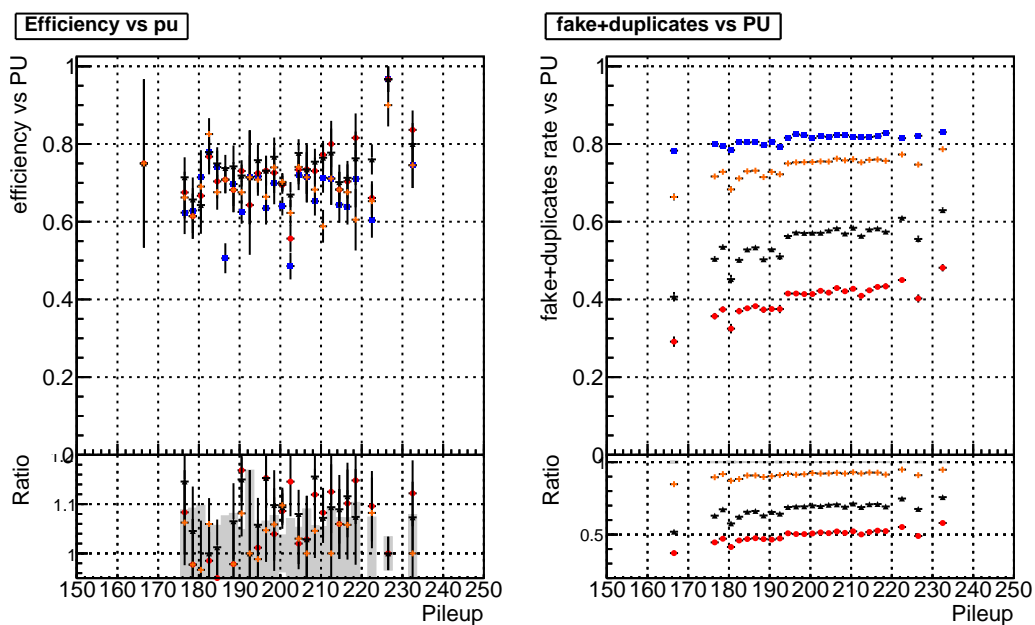 Efficiency vs pu
efficiency vs PU
1
0.8
0.6
0.4
0.2
0
Ratio
1.1
1
150 160 170 180 190 200 210 220 230 240 250
Pileup
fake+duplicates vs PU
fake+duplicates rate vs PU
1
0.8
0.6
0.4
0.2
0
Ratio
1
0.5
150 160 170 180 190 200 210 220 230 240 250
Pileup